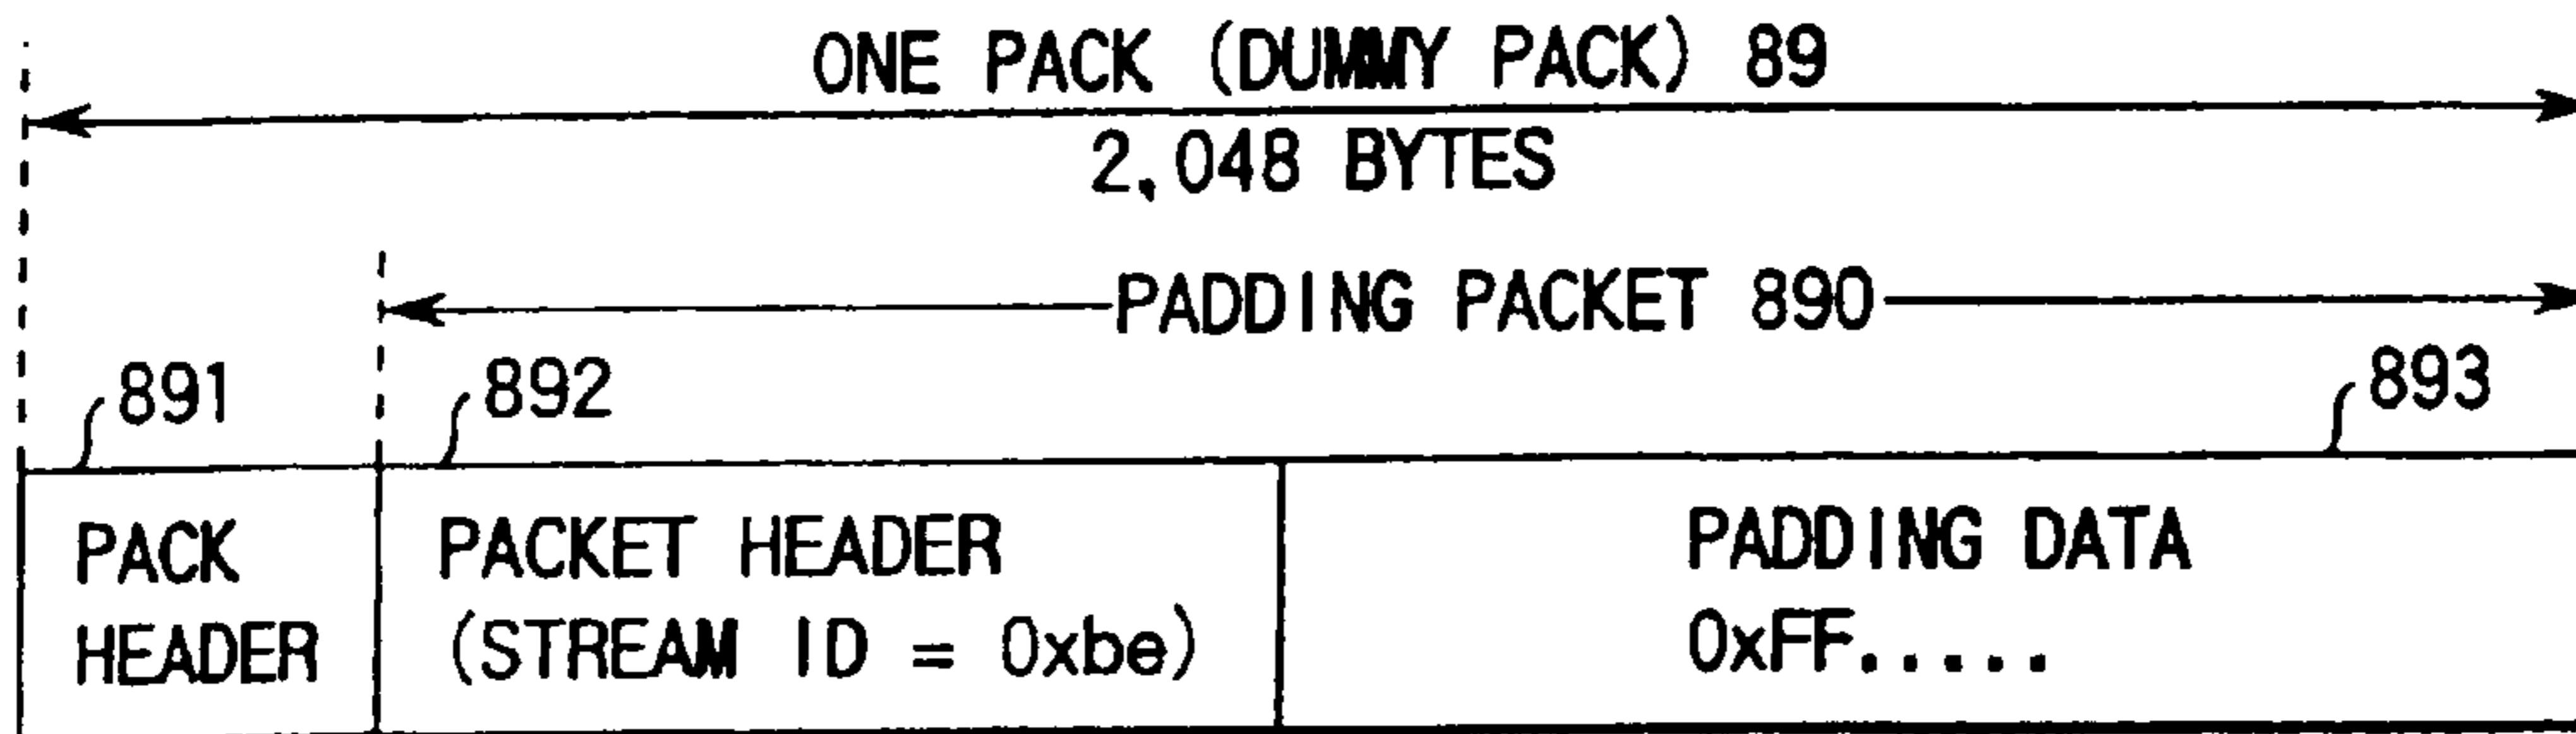 ONE PACK (DUMMY PACK) 89
2,048 BYTES
PADDING PACKET 890
891
892
893
PACK
HEADER
PACKET HEADER
(STREAM ID = 0xbe)
PADDING DATA
0xFF.....